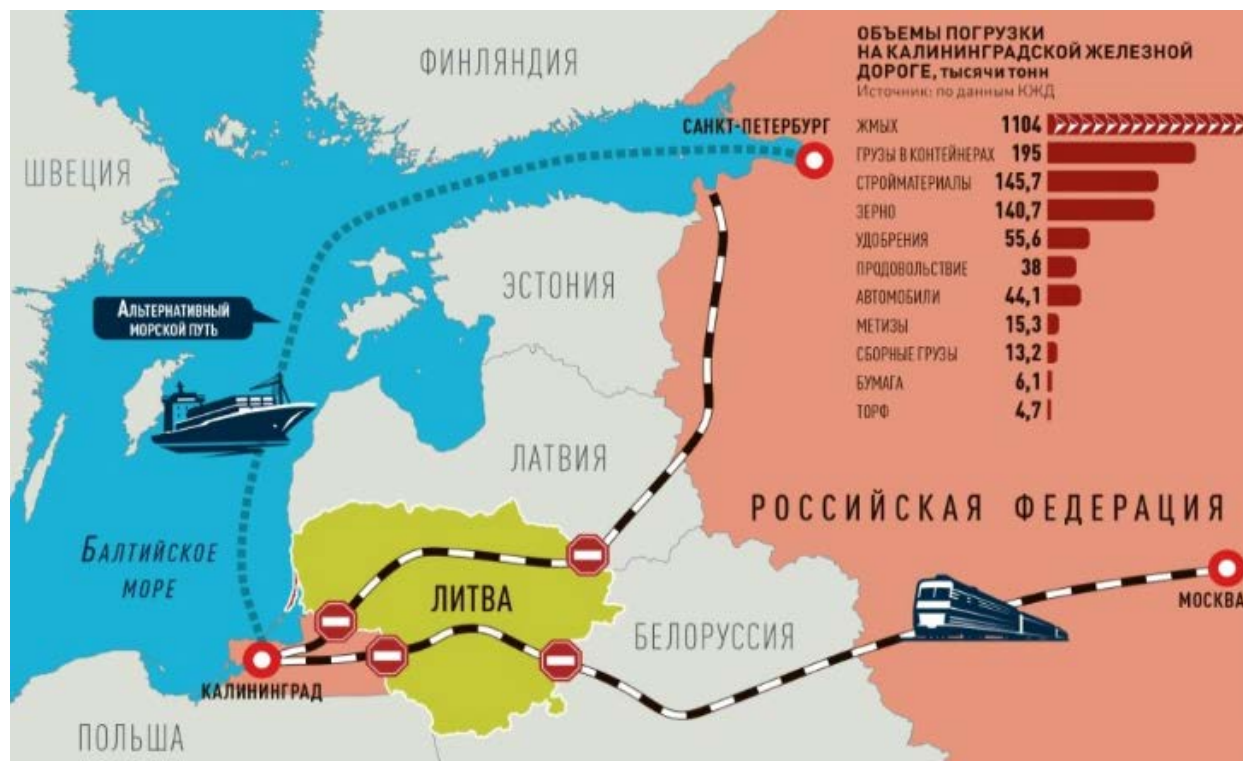 ФИНЛЯНДИЯ
ШВЕЦИЯ
САНКТ-ПЕТЕРБУРГ
ЭСТОНИЯ
АЛЬТЕРНАТИВНЫЙ
МОРСКОЙ ПУТЬ
ЛАТВИЯ
БАЛТИЙСКОЕ
МОРЕ
ЛИТВА
БЕЛОРУССИЯ
КАЛИНИНГРАД
ПОЛЬША
РОССИЙСКАЯ ФЕДЕРАЦИЯ
МОСКВА
ОБЪЕМЫ ПОГРУЗКИ
НА КАЛИНИНГРАДСКОЙ ЖЕЛЕЗНОЙ
ДОРОГЕ, тысячи тонн
Источник: по данным КЖД
ЖМЫХ 1104
ГРУЗЫ В КОНТЕЙНЕРАХ 195
СТРОЙМАТЕРИАЛЫ 145,7
ЗЕРНО 140,7
УДОБРЕНИЯ 55,6
ПРОДОВОЛЬСТВИЕ 38
АВТОМОБИЛИ 44,1
МЕТИЗЫ 15,3
СБОРНЫЕ ГРУЗЫ 13,2
БУМАГА 6,1
ТОРФ 4,7